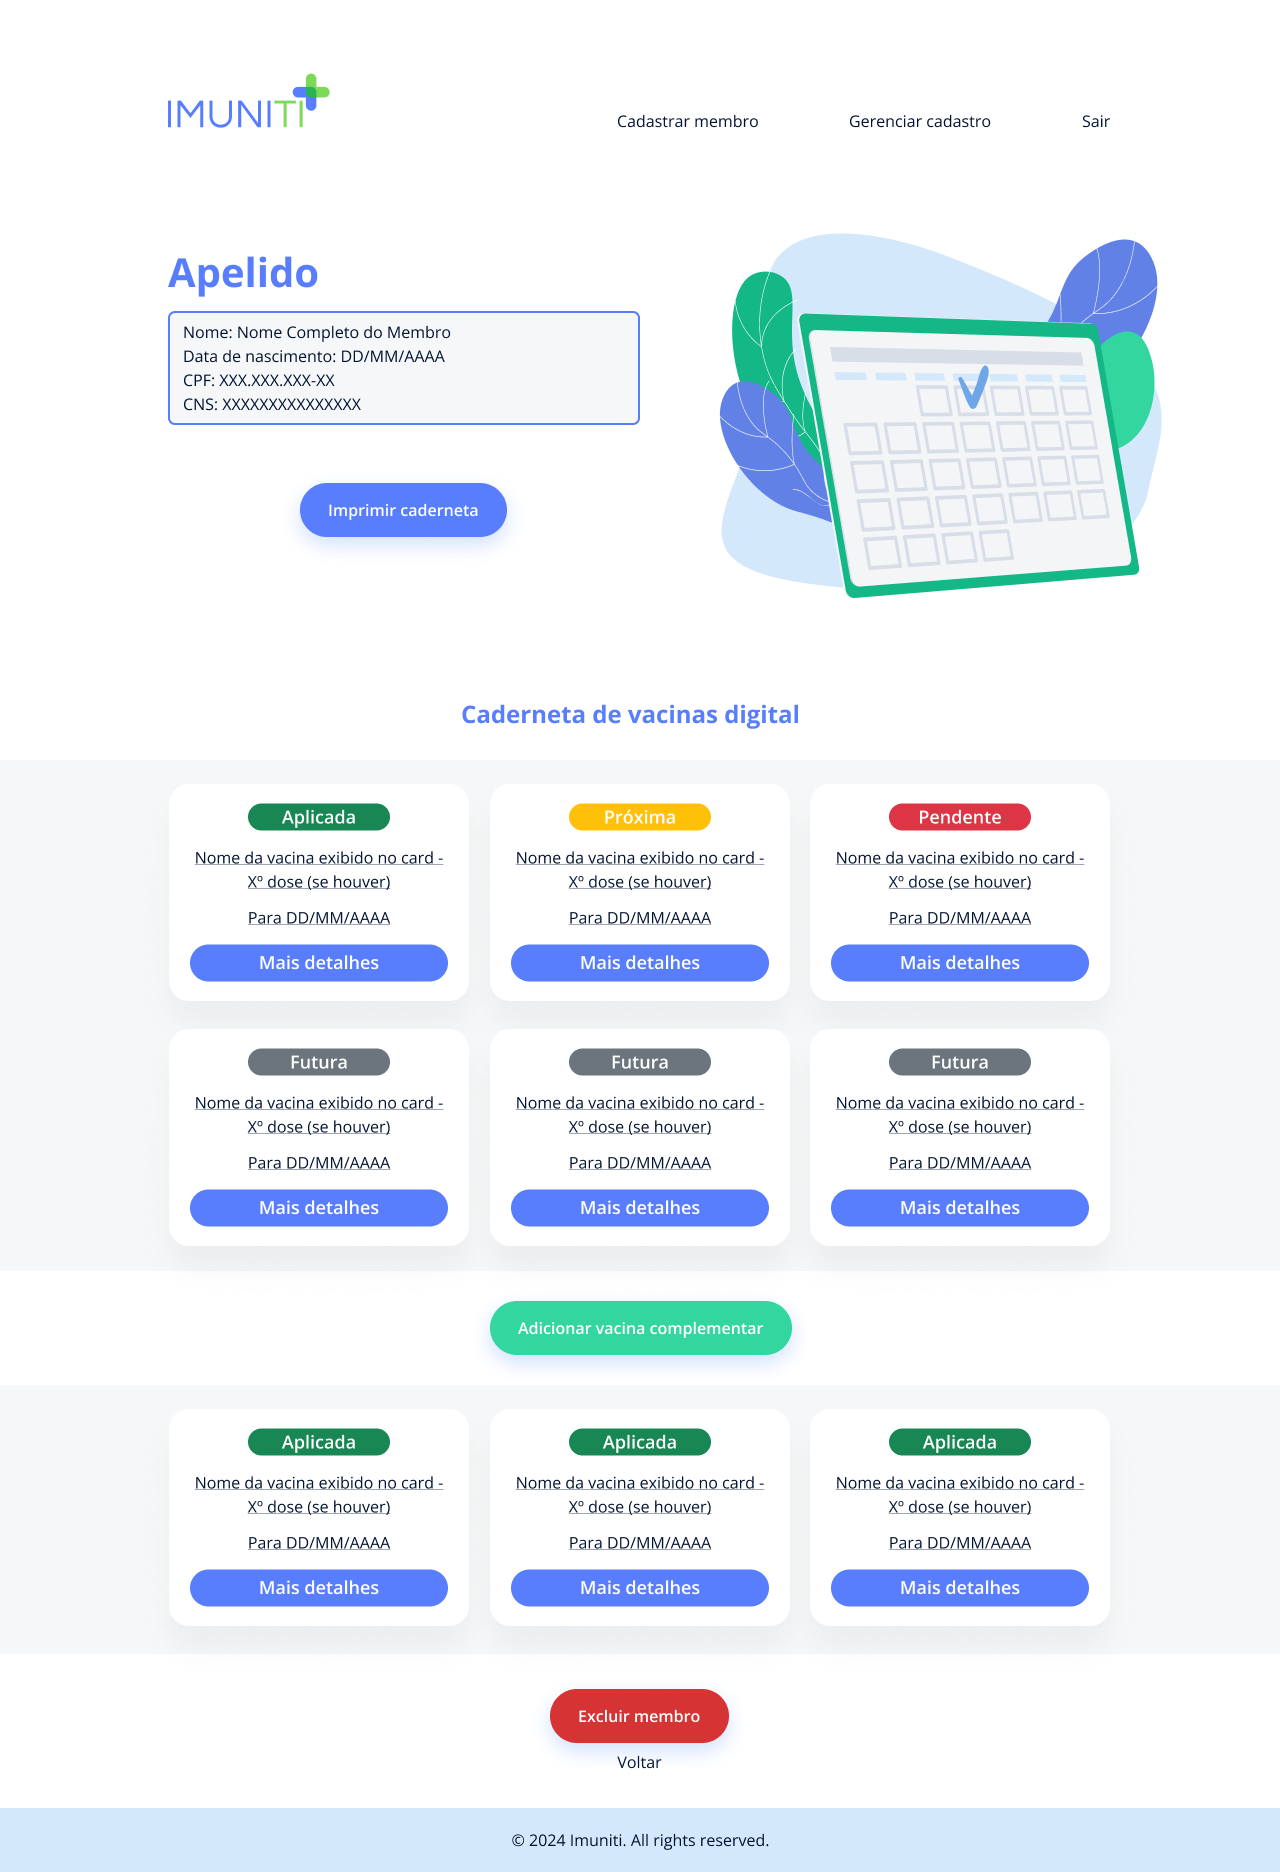 IMUNITI
Cadastrar membro
Gerenciar cadastro
Sair
Apelido
Nome: Nome Completo do Membro
Data de nascimento: DD/MM/AAAA
CPF: XXX.XXX.XXX-XX
CNS: XXXXXXXXXXXXXXX
Imprimir caderneta
Caderneta de vacinas digital
Aplicada
Nome da vacina exibido no card -
Xº dose (se houver)
Para DD/MM/AAAA
Mais detalhes
Próxima
Nome da vacina exibido no card -
Xº dose (se houver)
Para DD/MM/AAAA
Mais detalhes
Pendente
Nome da vacina exibido no card -
Xº dose (se houver)
Para DD/MM/AAAA
Mais detalhes
Futura
Nome da vacina exibido no card -
Xº dose (se houver)
Para DD/MM/AAAA
Mais detalhes
Futura
Nome da vacina exibido no card -
Xº dose (se houver)
Para DD/MM/AAAA
Mais detalhes
Futura
Nome da vacina exibido no card -
Xº dose (se houver)
Para DD/MM/AAAA
Mais detalhes
Adicionar vacina complementar
Aplicada
Nome da vacina exibido no card -
Xº dose (se houver)
Para DD/MM/AAAA
Mais detalhes
Aplicada
Nome da vacina exibido no card -
Xº dose (se houver)
Para DD/MM/AAAA
Mais detalhes
Aplicada
Nome da vacina exibido no card -
Xº dose (se houver)
Para DD/MM/AAAA
Mais detalhes
Excluir membro
Voltar
© 2024 Imuniti. All rights reserved.